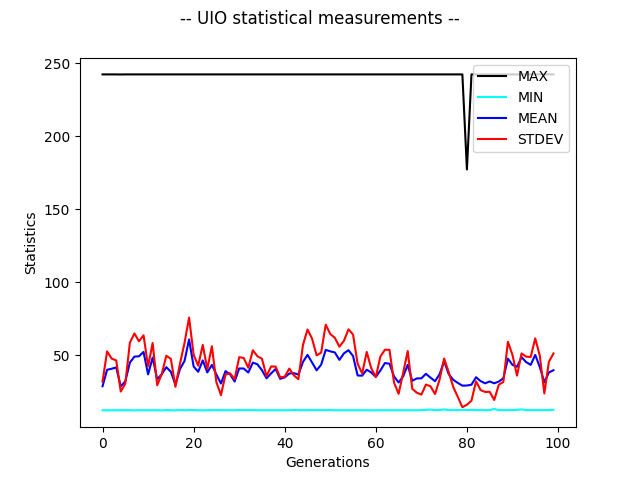 -- UIO statistical measurements --
250
200
150
100
50
Statistics
MAX
MIN
MEAN
STDEV
0 20 40 60 80 100
Generations